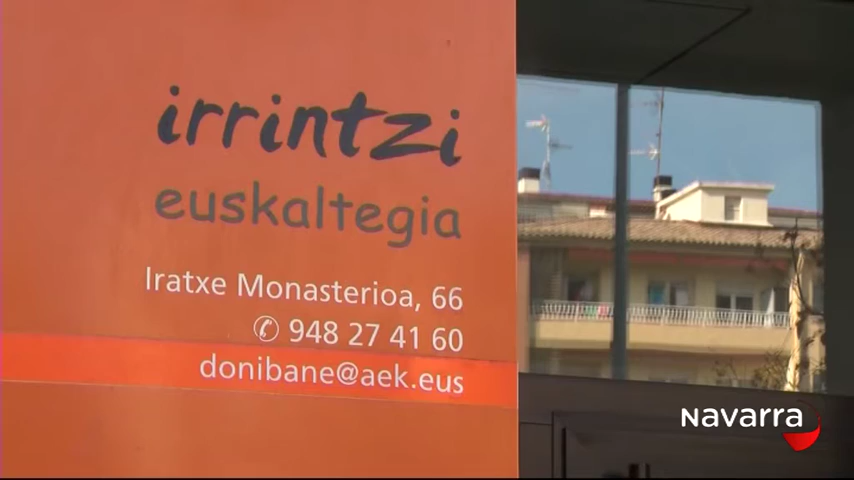 irrintzi
euskaltegia
Iratxe Monasterioa, 66
✆ 948 27 41 60
donibane@aek.eus
Navarra